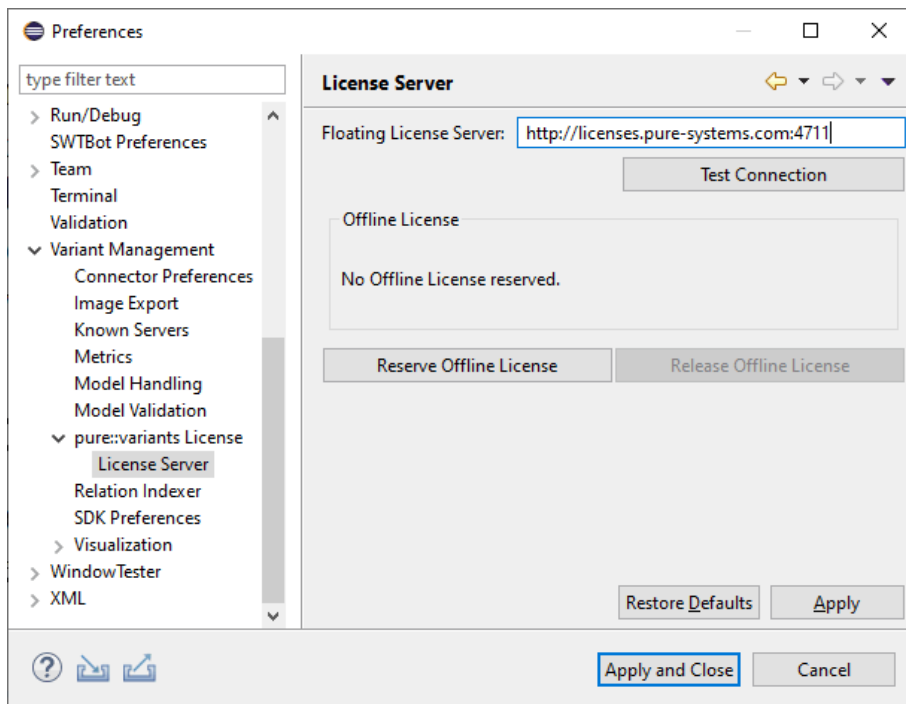 Preferences
type filter text
Run/Debug
SWTBot Preferences
Team
Terminal
Validation
Variant Management
Connector Preferences
Image Export
Known Servers
Metrics
Model Handling
Model Validation
pure::variants License
License Server
Relation Indexer
SDK Preferences
Visualization
WindowTester
XML
License Server
Floating License Server: http://licenses.pure-systems.com:4711
Test Connection
Offline License
No Offline License reserved.
Reserve Offline License Release Offline License
Restore Defaults Apply
Apply and Close Cancel